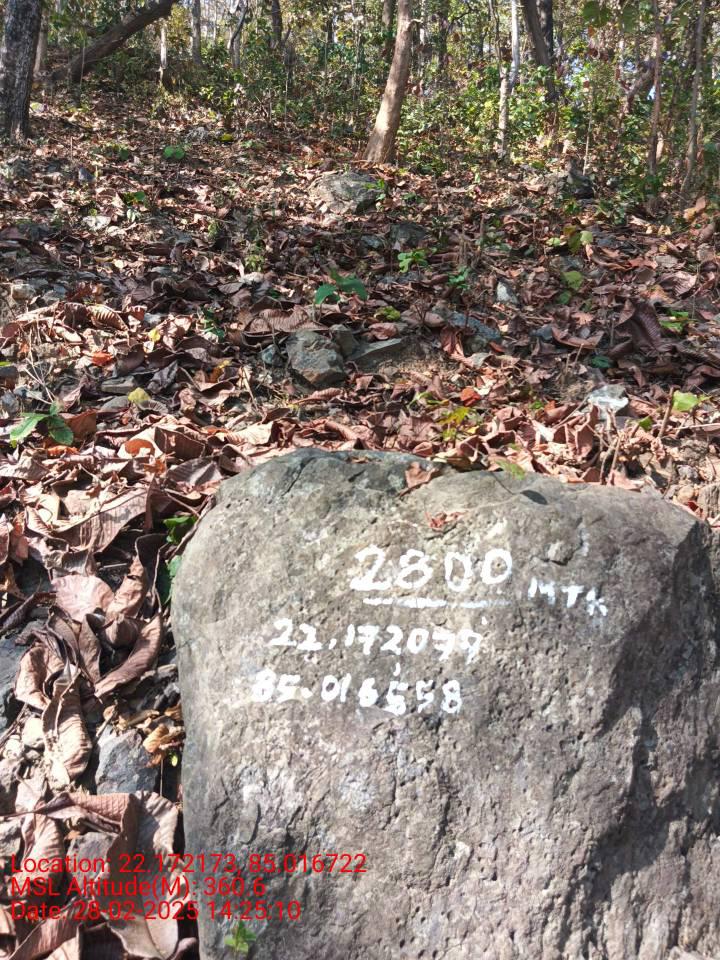 2800 MTR
22.172079
85.016558
Location: 22.172173, 85.016722
MSL Altitude(M): 360.6
Date: 28-02-2025 14:25:10